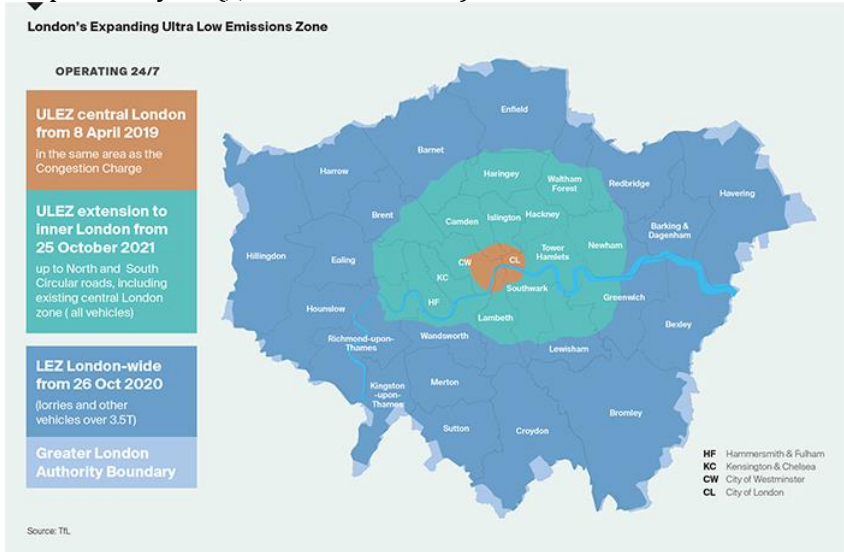 London's Expanding Ultra Low Emissions Zone
OPERATING 24/7
ULEZ central London
from 8 April 2019
in the same area as the
Congestion Charge
ULEZ extension to
inner London from
25 October 2021
up to North and South
Circular roads, including
existing central London
zone ( all vehicles)
LEZ London-wide
from 26 Oct 2020
(lorries and other
vehicles over 3.5T)
Greater London
Authority Boundary
Enfield
Barnet
Harrow
Haringey
Waltham
Forest
Redbridge
Havering
Brent
Camden
Islington
Hackney
Barking &
Dagenham
Hillingdon
Ealing
CW
CL
Tower
Hamlets
Newham
KC
HF
Southwark
Greenwich
Hounslow
Lambeth
Bexley
Richmond-upon-
Thames
Wandsworth
Lewisham
Kingston
-upon-
Thames
Merton
Sutton
Croydon
Bromley
HF Hammersmith & Fulham
KC Kensington & Chelsea
CW City of Westminster
CL City of London
Source: TfL